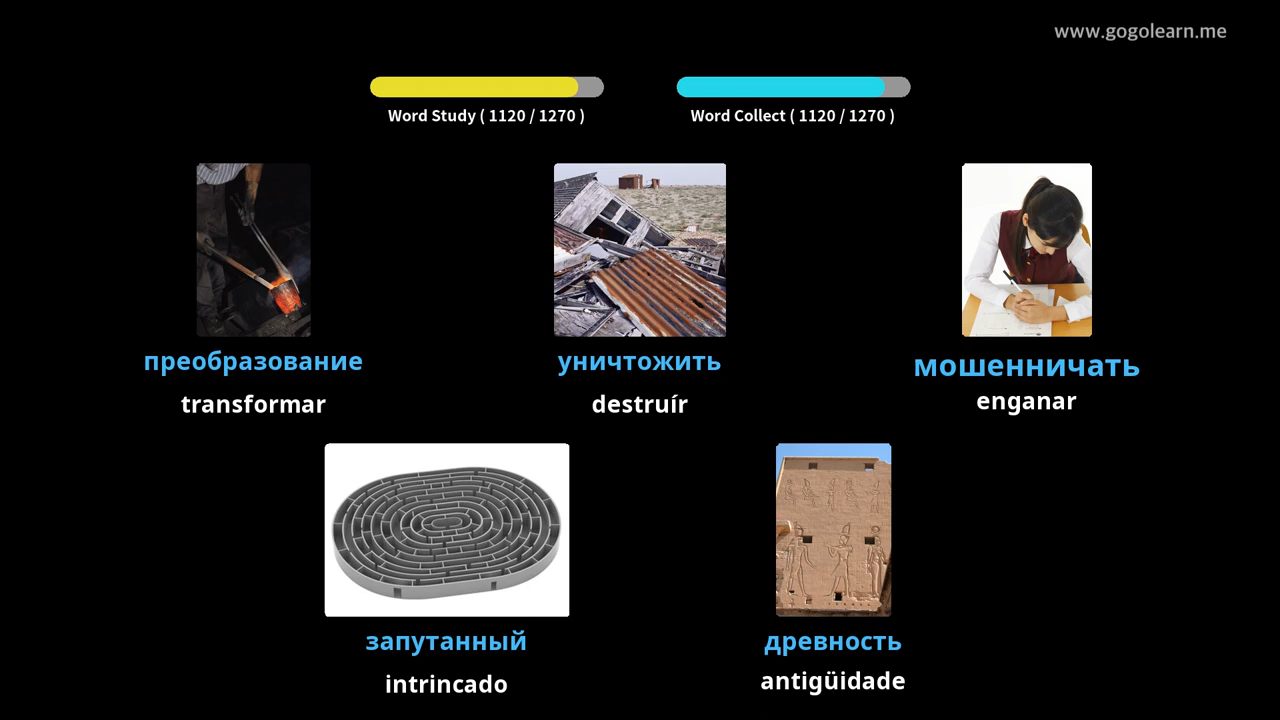 www.gogolearn.me
Word Study ( 1120 / 1270 )
Word Collect ( 1120 / 1270 )
преобразование
transformar
уничтожить
destruír
мошенничать
enganar
запутанный
intrincado
древность
antigüidade